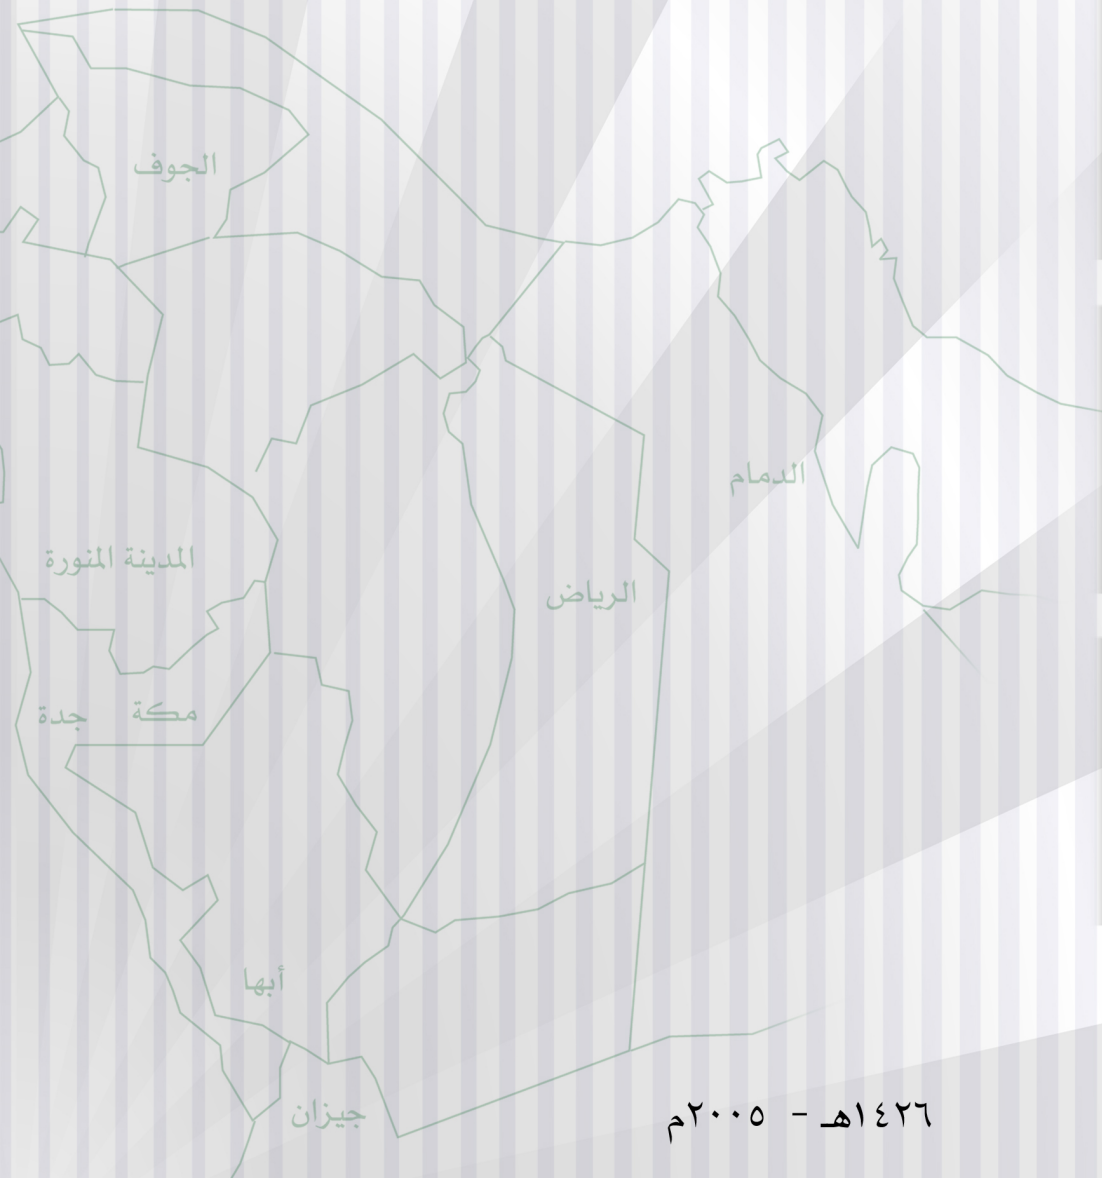 الجوف
الدمام
المدينة المنورة
الرياض
مكة
جدة
أبها
جيزان
١٤٢٦هـ - ٢٠٠٥م